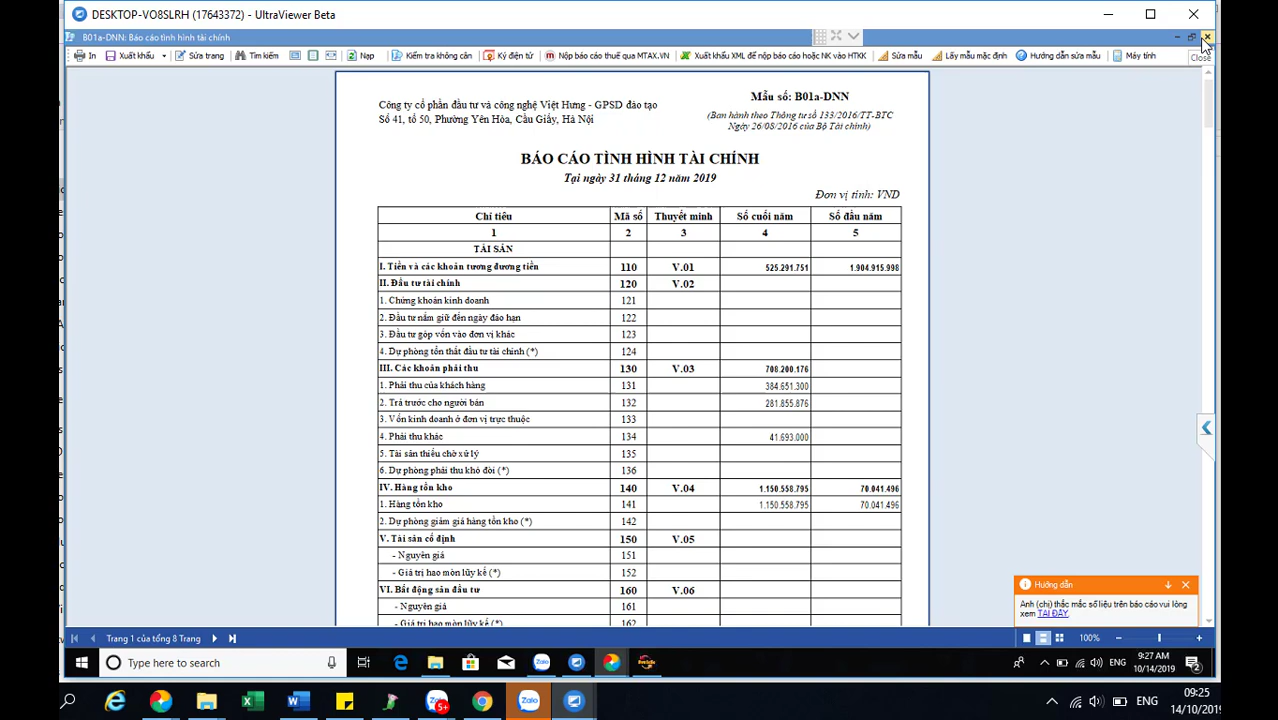 DESKTOP-VO8SLRH (17643372) - UltraViewer Beta
B01a-DNN: Báo cáo tình hình tài chính
In Xuất khẩu Sửa trang Tìm kiếm Kiểm tra không cân Ký điện tử Nạp Nộp báo cáo thuế qua MTAX.VN Xuất khẩu XML để nộp báo cáo hoặc NK vào HTKK Sửa mẫu Lấy mẫu mặc định Hướng dẫn sửa mẫu Máy tính
Close
Công ty cổ phần đầu tư và công nghệ Việt Hưng - GPSD đào tạo
Số 41, tổ 50, Phường Yên Hòa, Cầu Giấy, Hà Nội
Mẫu số: B01a-DNN
(Ban hành theo Thông tư số 133/2016/TT-BTC
Ngày 26/08/2016 của Bộ Tài chính)
BÁO CÁO TÌNH HÌNH TÀI CHÍNH
Tại ngày 31 tháng 12 năm 2019
Đơn vị tính: VND
Chỉ tiêu Mã số Thuyết minh Số cuối năm Số đầu năm
1 2 3 4 5
TÀI SẢN
I. Tiền và các khoản tương đương tiền 110 V.01 525.291.751 1.904.915.998
II. Đầu tư tài chính 120 V.02
1. Chứng khoán kinh doanh 121
2. Đầu tư nắm giữ đến ngày đáo hạn 122
3. Đầu tư góp vốn vào đơn vị khác 123
4. Dự phòng tổn thất đầu tư tài chính (*) 124
III. Các khoản phải thu 130 V.03 708.200.176
1. Phải thu của khách hàng 131 384.651.300
2. Trả trước cho người bán 132 281.855.876
3. Vốn kinh doanh ở đơn vị trực thuộc 133
4. Phải thu khác 134 41.693.000
5. Tài sản thiếu chờ xử lý 135
6. Dự phòng phải thu khó đòi (*) 136
IV. Hàng tồn kho 140 V.04 1.150.558.795 70.041.496
1. Hàng tồn kho 141 1.150.558.795 70.041.496
2. Dự phòng giảm giá hàng tồn kho (*) 142
V. Tài sản cố định 150 V.05
- Nguyên giá 151
- Giá trị hao mòn lũy kế (*) 152
VI. Bất động sản đầu tư 160 V.06
- Nguyên giá 161
- Giá trị hao mòn lũy kế (*) 162
Hướng dẫn
Anh (chị) thắc mắc số liệu trên báo cáo vui lòng
xem TẠI ĐÂY.
Trang 1 của tổng 8 Trang 100%
Type here to search
ENG 9:27 AM
10/14/2019 2
5+ ENG 09:25
14/10/2019